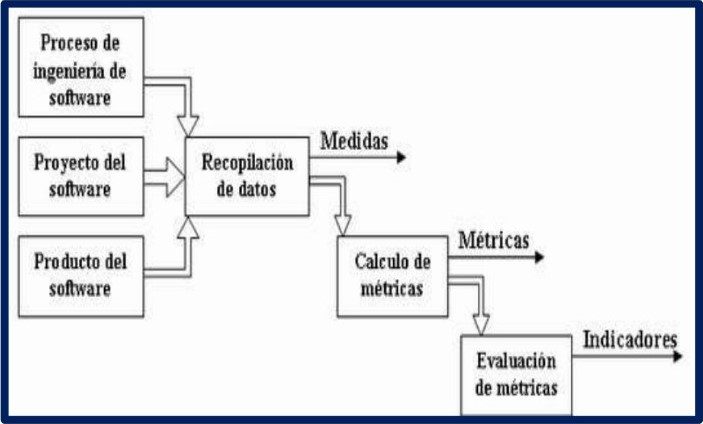 Proceso de
ingeniería de
software
Proyecto del
software
Producto del
software
Recopilación
de datos
Medidas
Calculo de
métricas
Métricas
Evaluación
de métricas
Indicadores